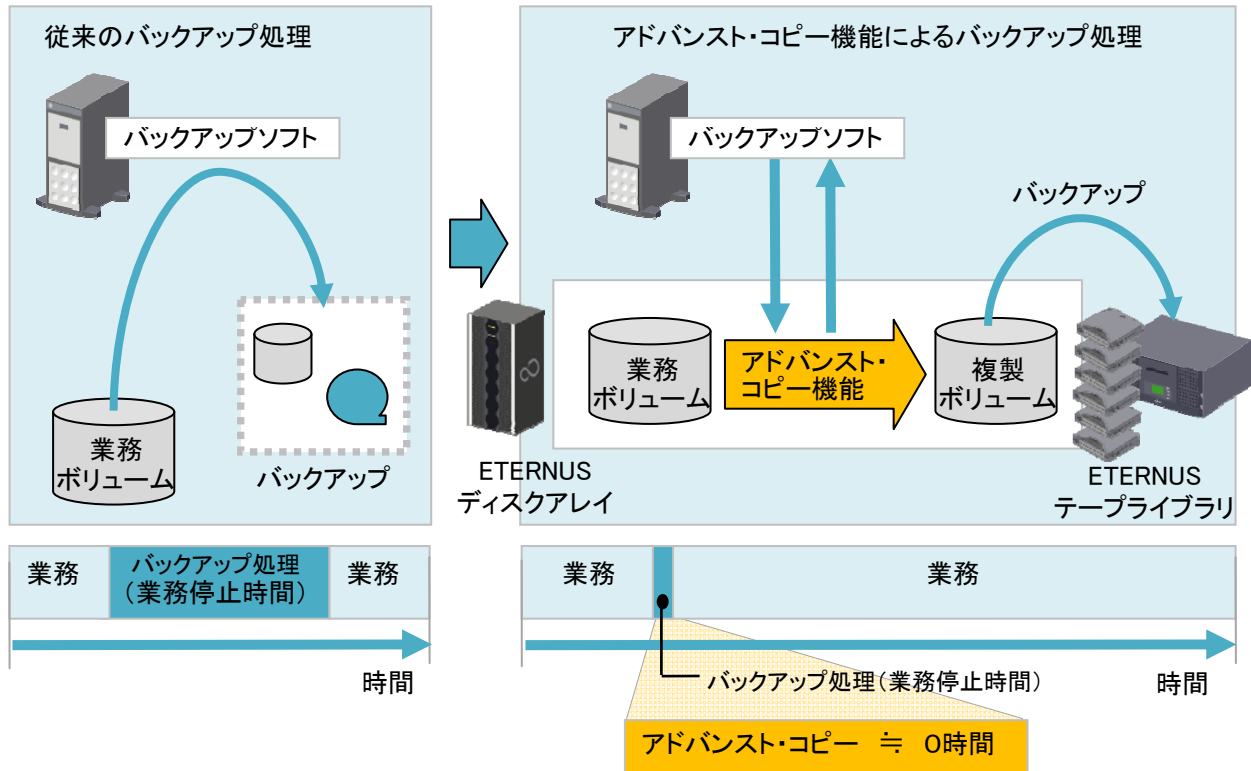 従来のバックアップ処理
バックアップソフト
業務
ボリューム
バックアップ
業務
バックアップ処理
（業務停止時間）
業務
時間
アドバンスト・コピー機能によるバックアップ処理
バックアップソフト
バックアップ
業務
ボリューム
アドバンスト・
コピー機能
複製
ボリューム
ETERNUS
ディスクアレイ
ETERNUS
テープライブラリ
業務
業務
バックアップ処理（業務停止時間）
時間
アドバンスト・コピー ≒ 0時間